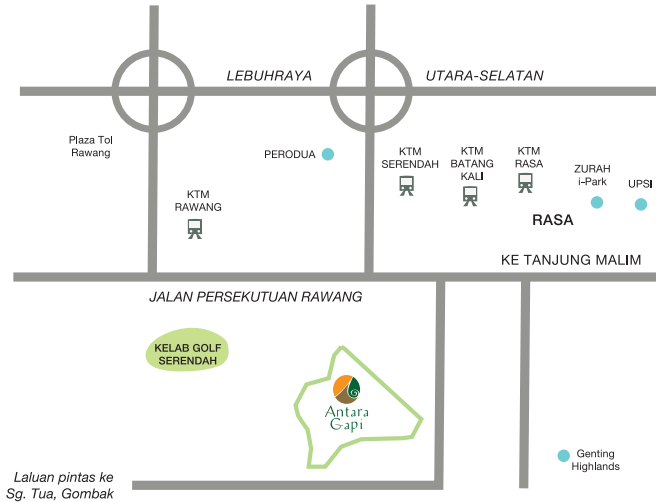 LEBUHRAYA
UTARA-SELATAN
Plaza Tol
Rawang
PERODUA
KTM
SERENDAH
KTM
BATANG
KALI
KTM
RASA
ZURAH
i-Park
UPSI
KTM
RAWANG
RASA
KE TANJUNG MALIM
JALAN PERSEKUTUAN RAWANG
KELAB GOLF
SERENDAH
Antara
Gapi
Genting
Highlands
Laluan pintas ke
Sg. Tua, Gombak